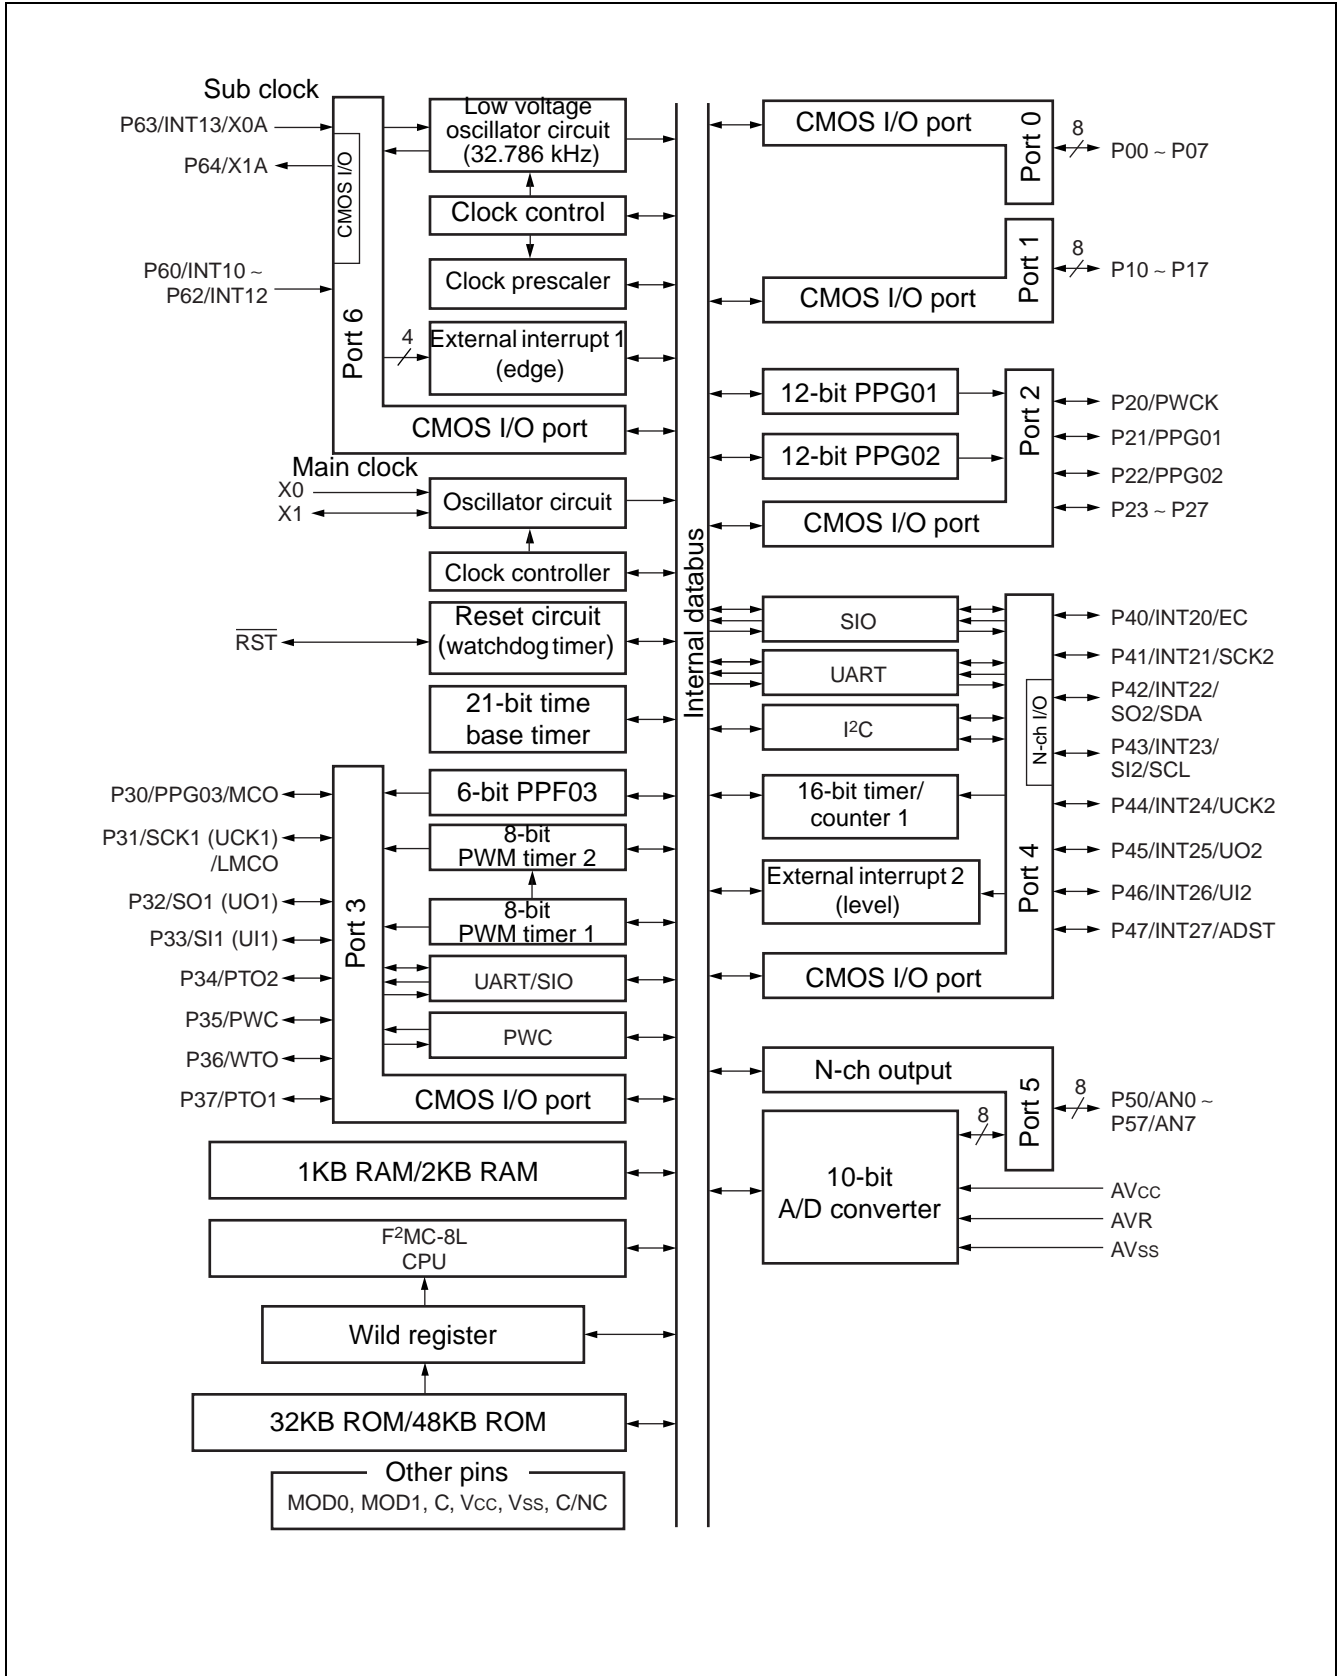 Sub clock
P63/INT13/X0A
P64/X1A
P60/INT10 ~
P62/INT12
CMOS I/O
Port 6
Low voltage
oscillator circuit
(32.786 kHz)
Clock control
Clock prescaler
4
External interrupt 1
(edge)
CMOS I/O port
Main clock
X0
X1
Oscillator circuit
Clock controller
RST
Reset circuit
(watchdog timer)
21-bit time
base timer
P30/PPG03/MCO
P31/SCK1 (UCK1)
/LMCO
P32/SO1 (UO1)
P33/SI1 (UI1)
P34/PTO2
P35/PWC
P36/WTO
P37/PTO1
Port 3
6-bit PPF03
8-bit
PWM timer 2
8-bit
PWM timer 1
UART/SIO
PWC
CMOS I/O port
1KB RAM/2KB RAM
F²MC-8L
CPU
Wild register
32KB ROM/48KB ROM
Other pins
MOD0, MOD1, C, Vcc, Vss, C/NC
Internal databus
CMOS I/O port
Port 0
8
P00 ~ P07
Port 1
8
P10 ~ P17
CMOS I/O port
12-bit PPG01
12-bit PPG02
CMOS I/O port
Port 2
P20/PWCK
P21/PPG01
P22/PPG02
P23 ~ P27
SIO
UART
I²C
16-bit timer/
counter 1
External interrupt 2
(level)
CMOS I/O port
N-ch I/O
Port 4
P40/INT20/EC
P41/INT21/SCK2
P42/INT22/
SO2/SDA
P43/INT23/
SI2/SCL
P44/INT24/UCK2
P45/INT25/UO2
P46/INT26/UI2
P47/INT27/ADST
N-ch output
Port 5
8
P50/AN0 ~
P57/AN7
8
10-bit
A/D converter
AVcc
AVR
AVss